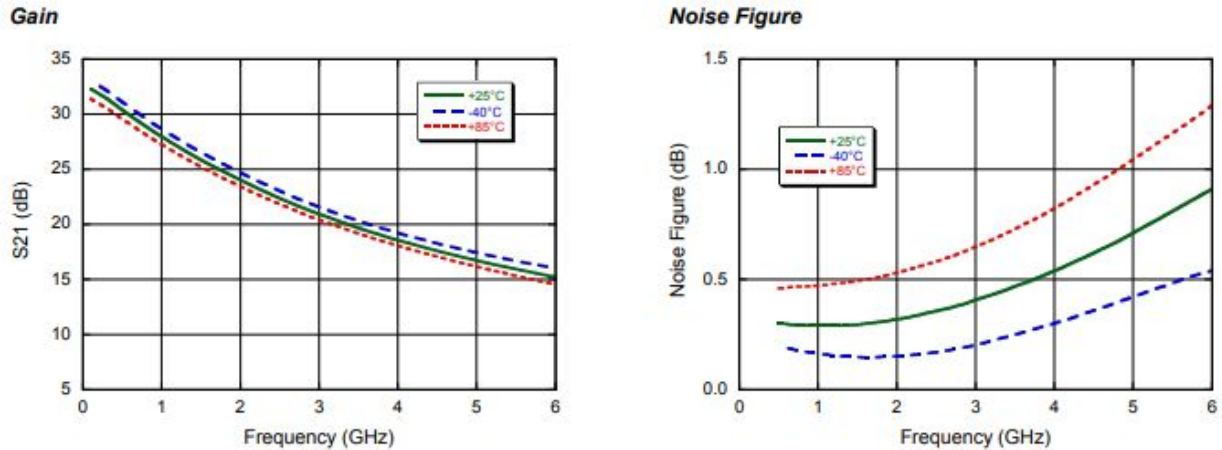 Gain
35
30
25
20
15
10
5
S21 (dB)
+25°C
-40°C
+85°C
0 1 2 3 4 5 6
Frequency (GHz)
Noise Figure
1.5
1.0
0.5
0.0
Noise Figure (dB)
+25°C
-40°C
+85°C
0 1 2 3 4 5 6
Frequency (GHz)